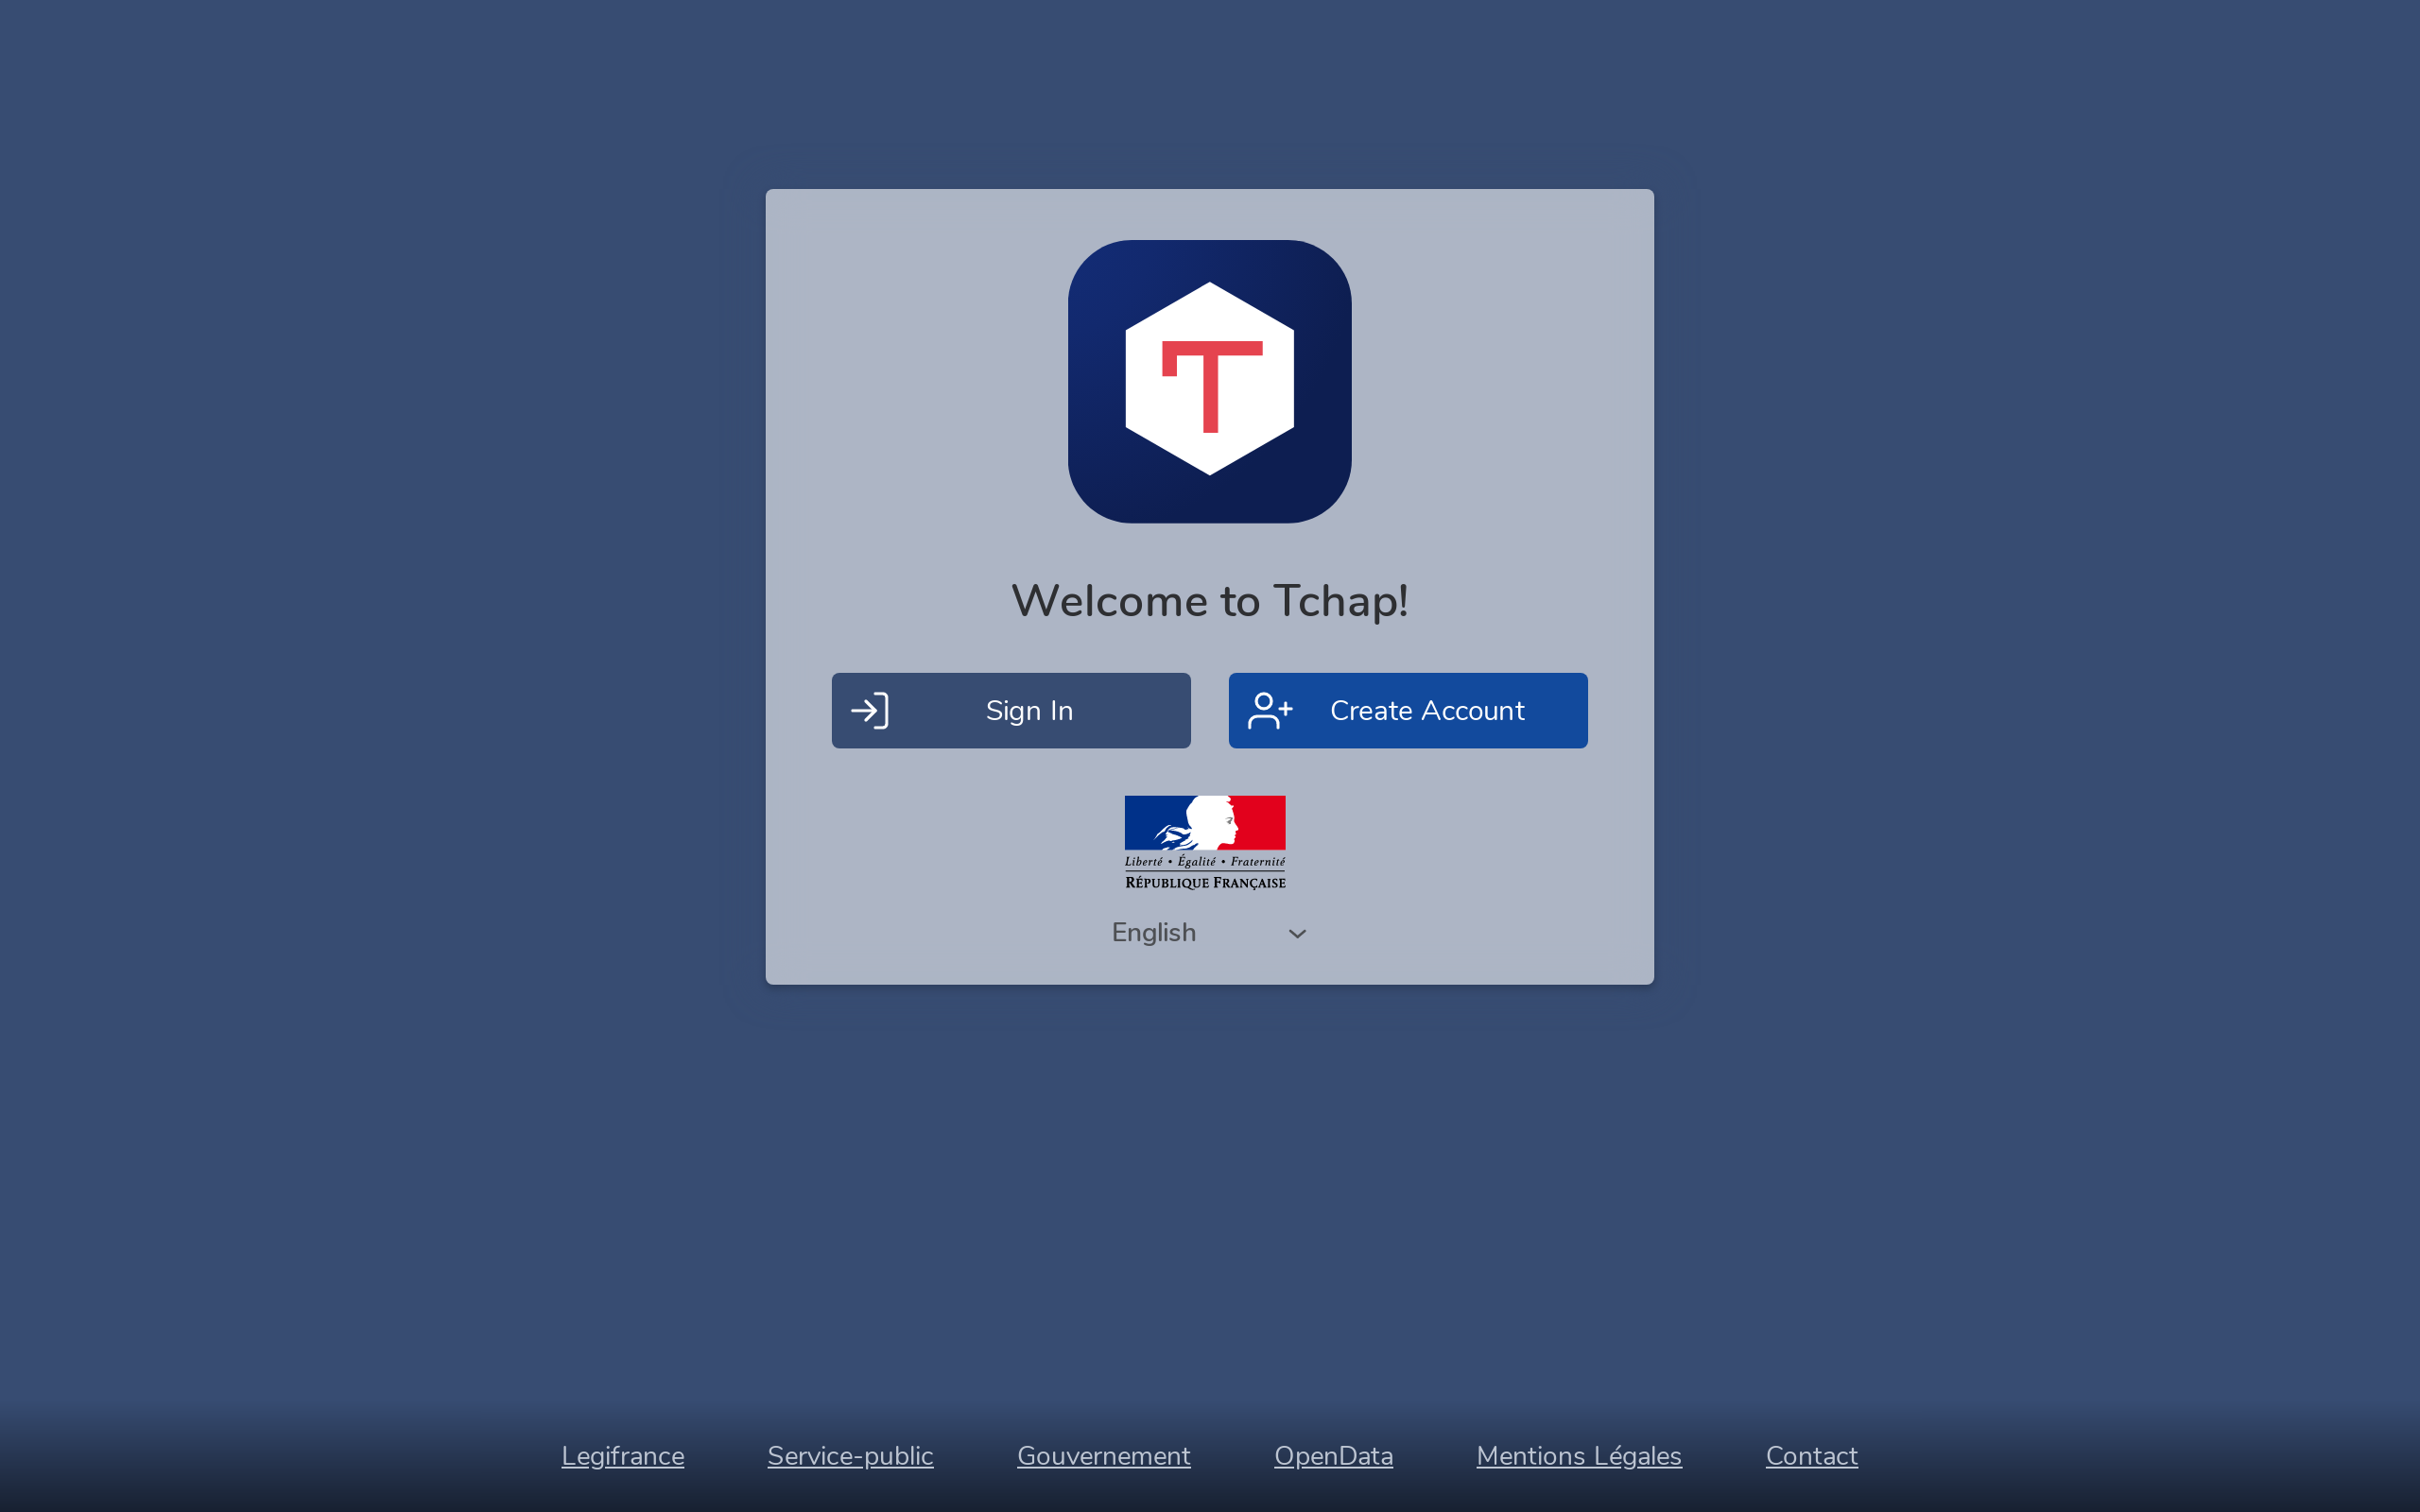 T
Welcome to Tchap!
Sign In
Create Account
Liberté • Égalité • Fraternité
RÉPUBLIQUE FRANÇAISE
English
Legifrance
Service-public
Gouvernement
OpenData
Mentions Légales
Contact